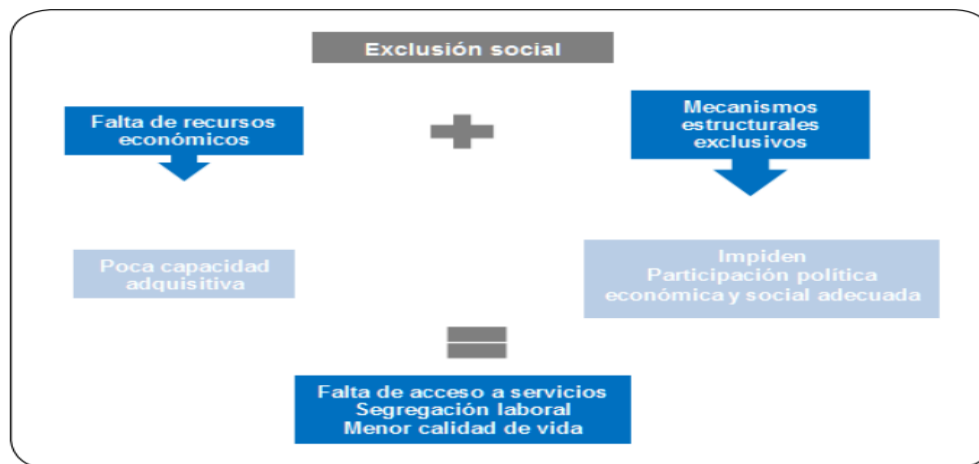 Exclusión social
Falta de recursos
económicos
Mecanismos
estructurales
exclusivos
Poca capacidad
adquisitiva
Impiden
Participación política
económica y social adecuada
Falta de acceso a servicios
Segregación laboral
Menor calidad de vida